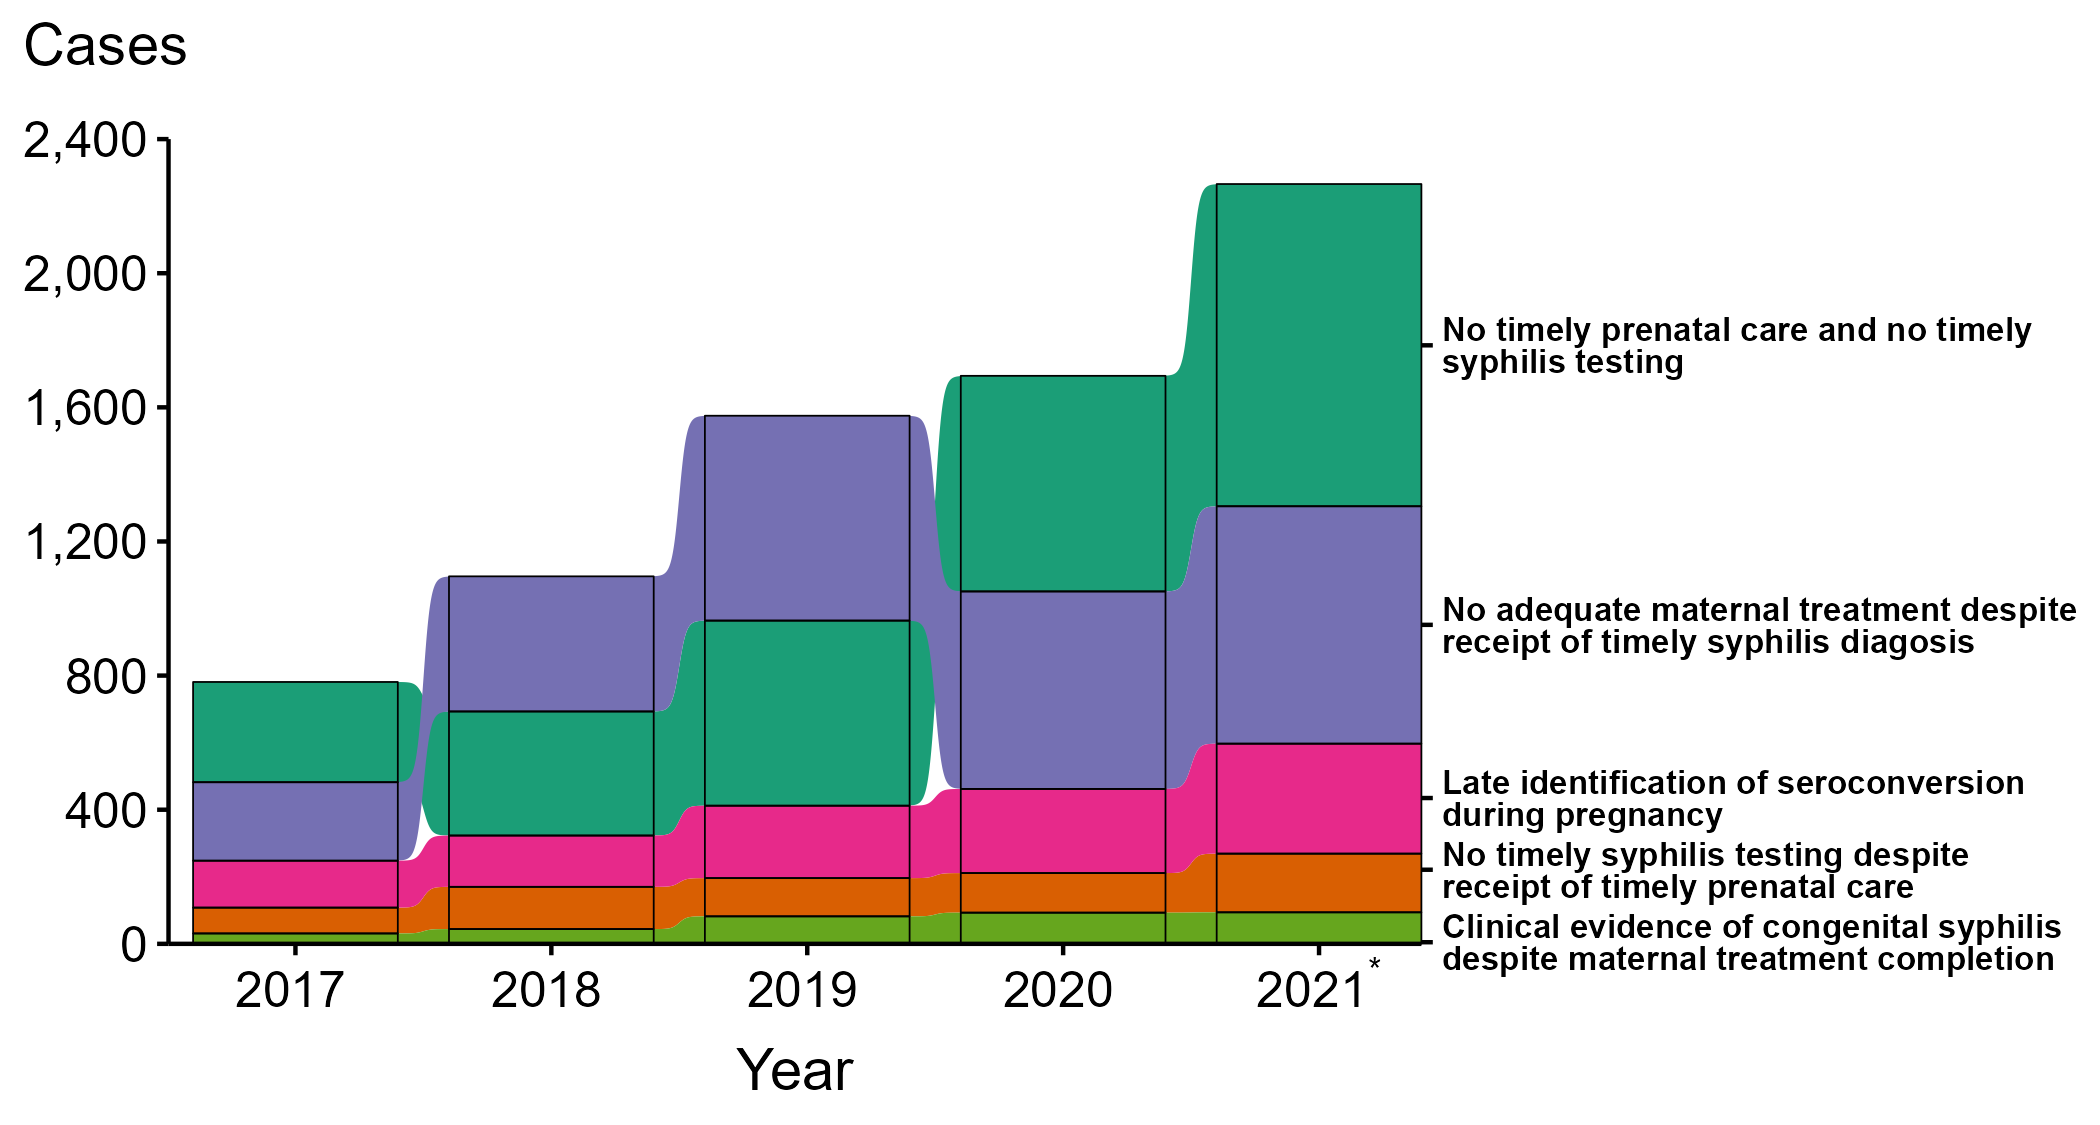 Cases
2,400
2,000
1,600
1,200
800
400
0
No timely prenatal care and no timely
syphilis testing
No adequate maternal treatment despite
receipt of timely syphilis diagosis
Late identification of seroconversion
during pregnancy
No timely syphilis testing despite
receipt of timely prenatal care
Clinical evidence of congenital syphilis
despite maternal treatment completion
2017 2018 2019 2020 2021*
Year